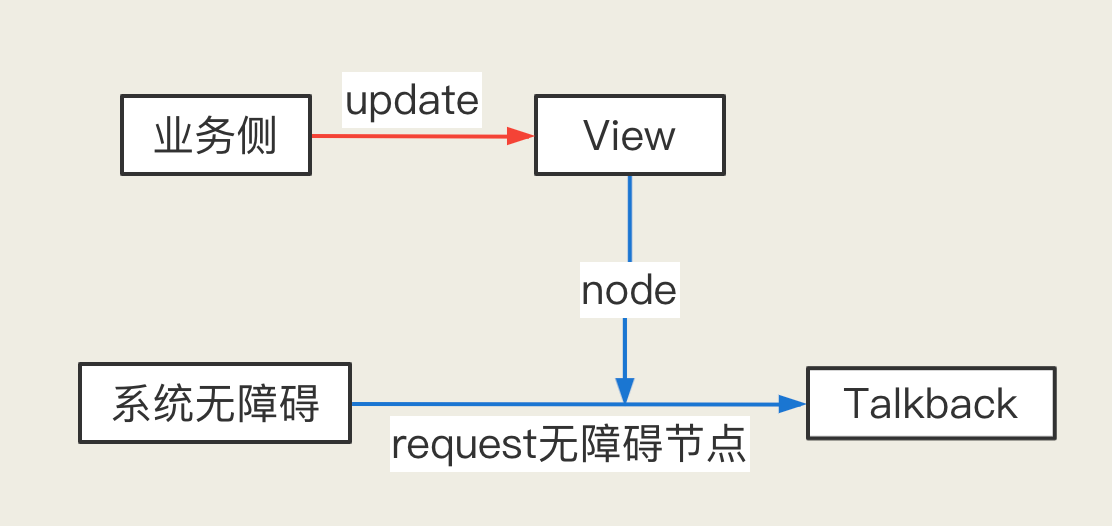 update
业务侧
View
node
系统无障碍
Talkback
request无障碍节点